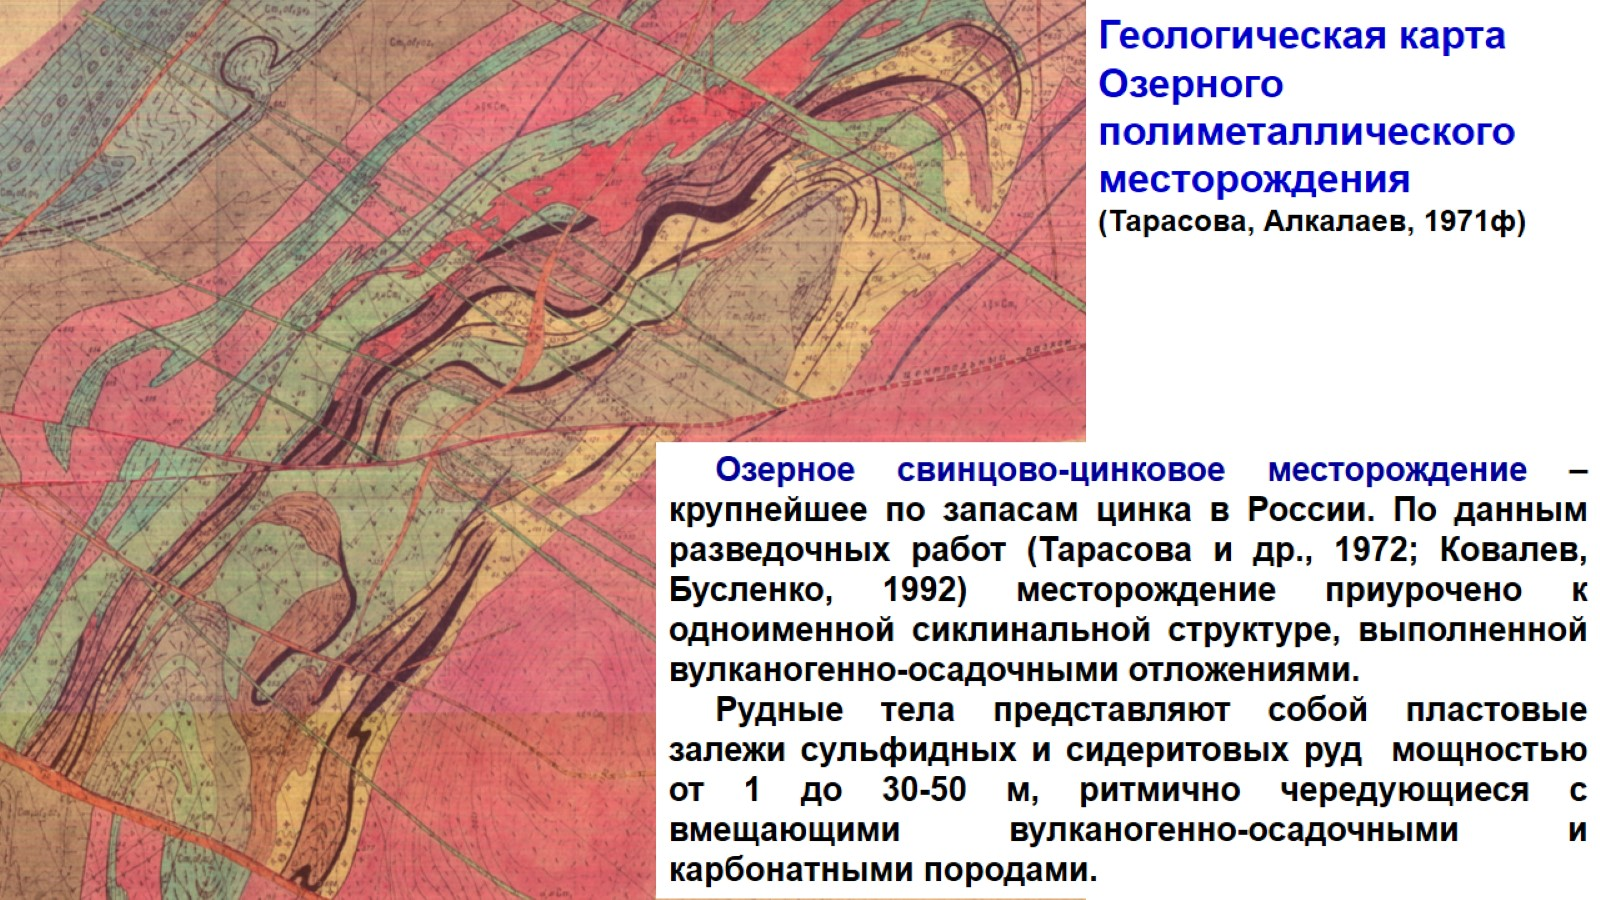 Геологическая карта
Озерного
полиметаллического
месторождения
(Тарасова, Алкалаев, 1971ф)
Озерное свинцово-цинковое месторождение –
крупнейшее по запасам цинка в России. По данным
разведочных работ (Тарасова и др., 1972; Ковалев,
Бусленко, 1992) месторождение приурочено к
одноименной сиклинальной структуре, выполненной
вулканогенно-осадочными отложениями.
Рудные тела представляют собой пластовые
залежи сульфидных и сидеритовых руд мощностью
от 1 до 30-50 м, ритмично чередующиеся с
вмещающими вулканогенно-осадочными и
карбонатными породами.